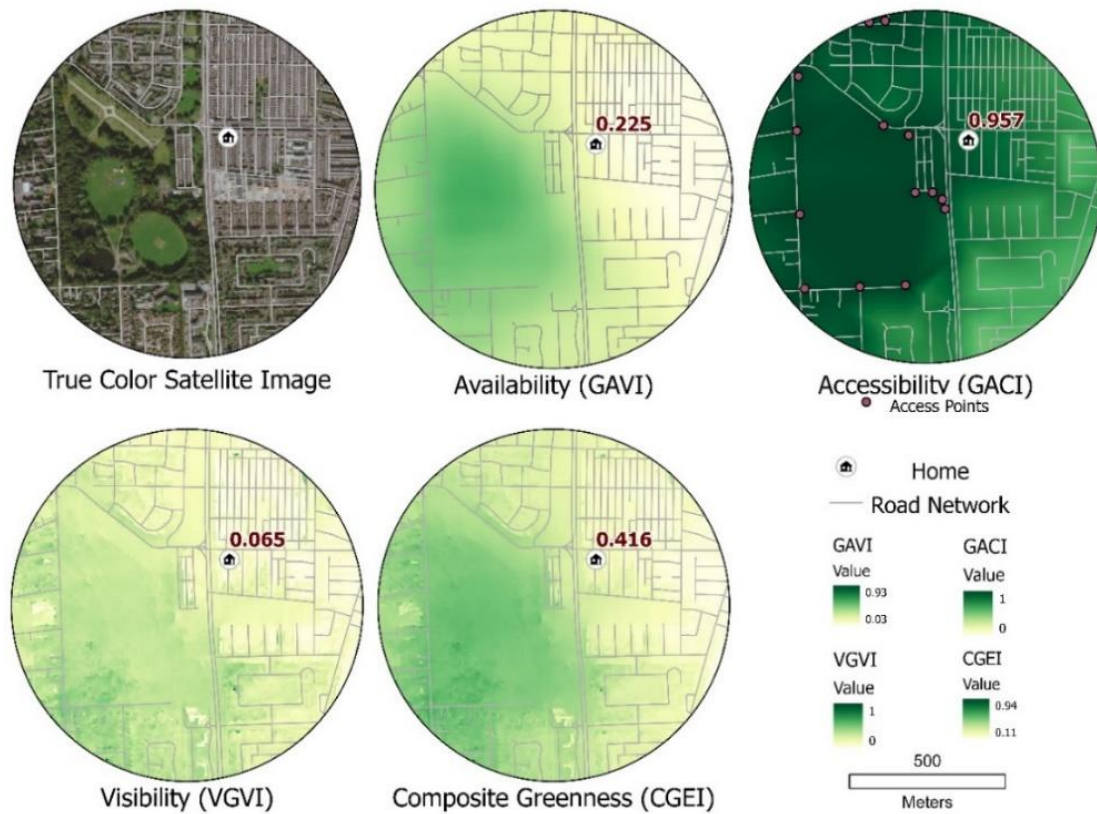 0.225
0.957
True Color Satellite Image
Availability (GAVI)
Accessibility (GACI)
Access Points
0.065
0.416
Home
Road Network
GAVI
Value
0.93
0.03
GACI
Value
1
0
VGVI
Value
1
0
CGEI
Value
0.94
0.11
500
Meters
Visibility (VGVI)
Composite Greenness (CGEI)